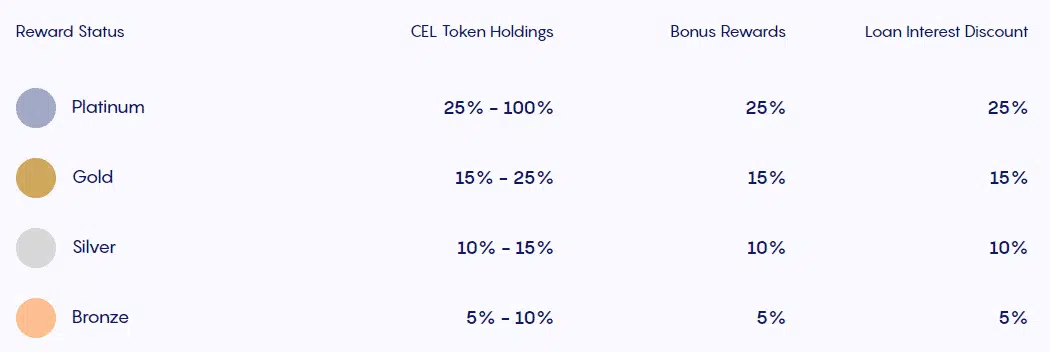 Reward Status CEL Token Holdings Bonus Rewards Loan Interest Discount
Platinum 25% - 100% 25% 25%
Gold 15% - 25% 15% 15%
Silver 10% - 15% 10% 10%
Bronze 5% - 10% 5% 5%